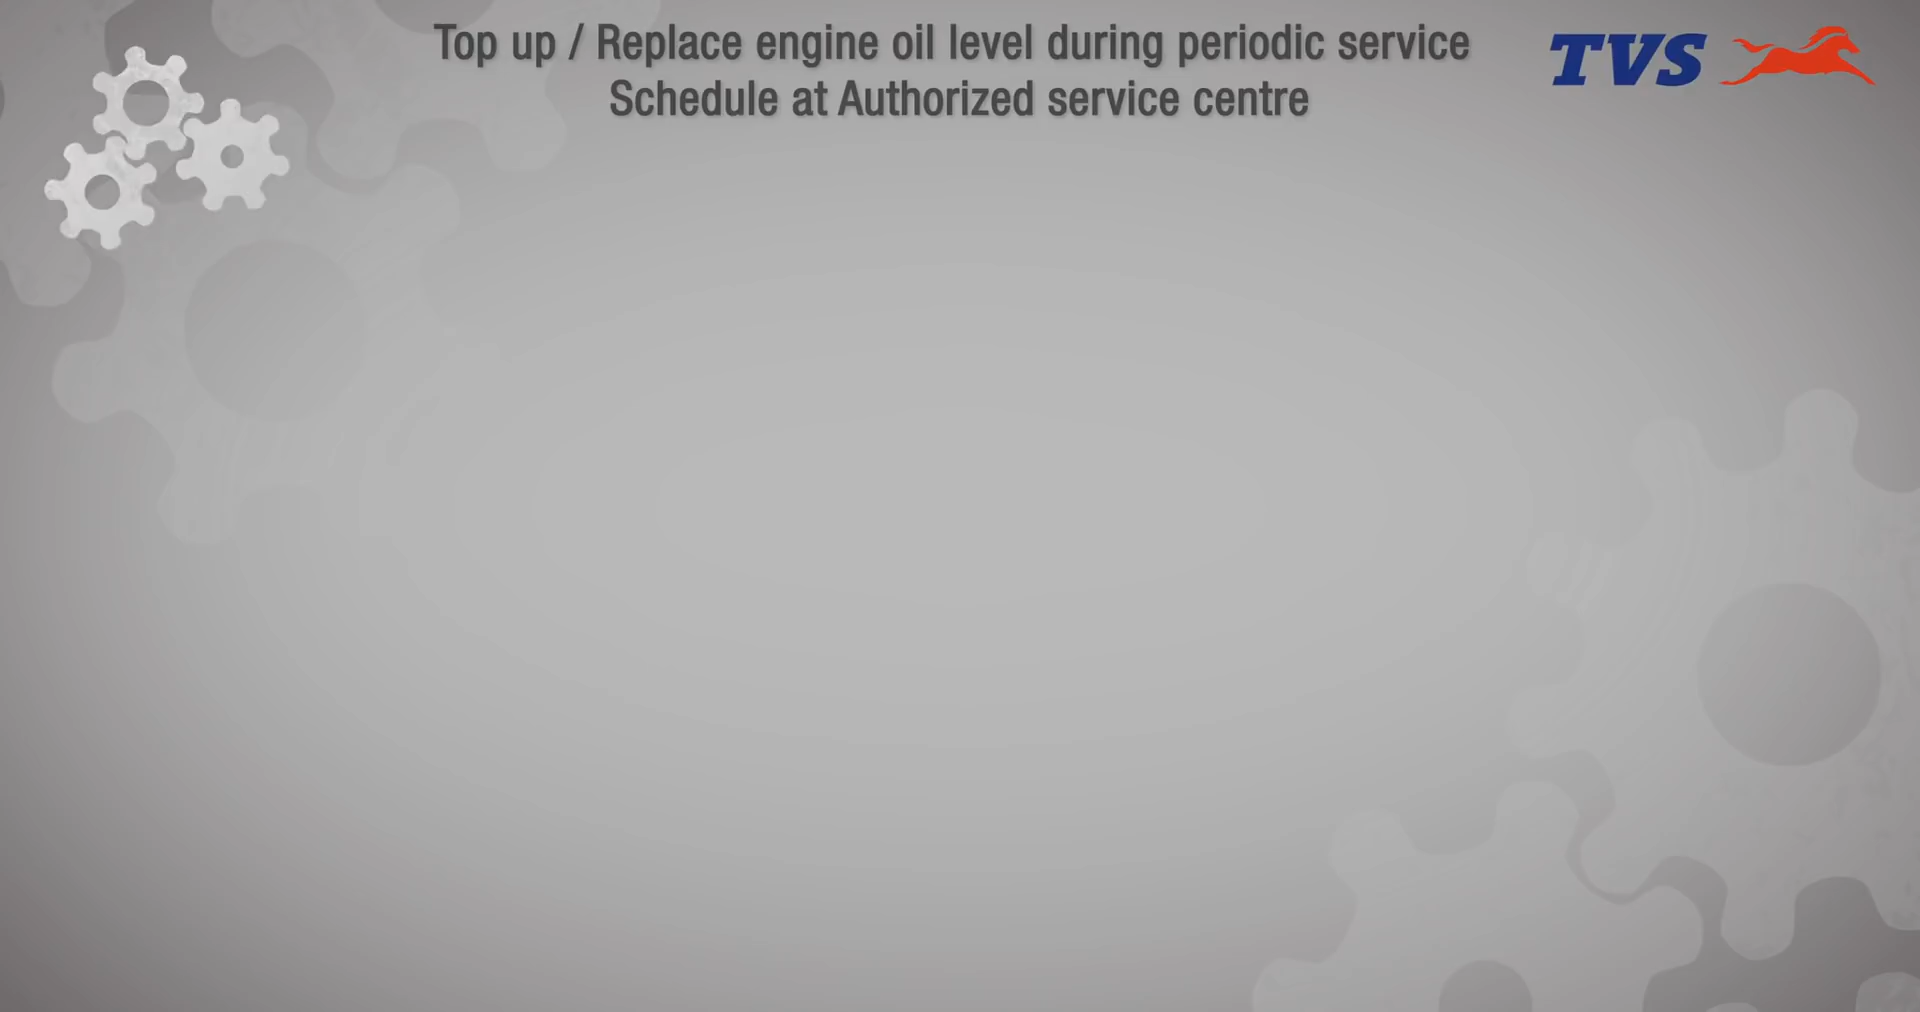 Top up / Replace engine oil level during periodic service
Schedule at Authorized service centre
TVS